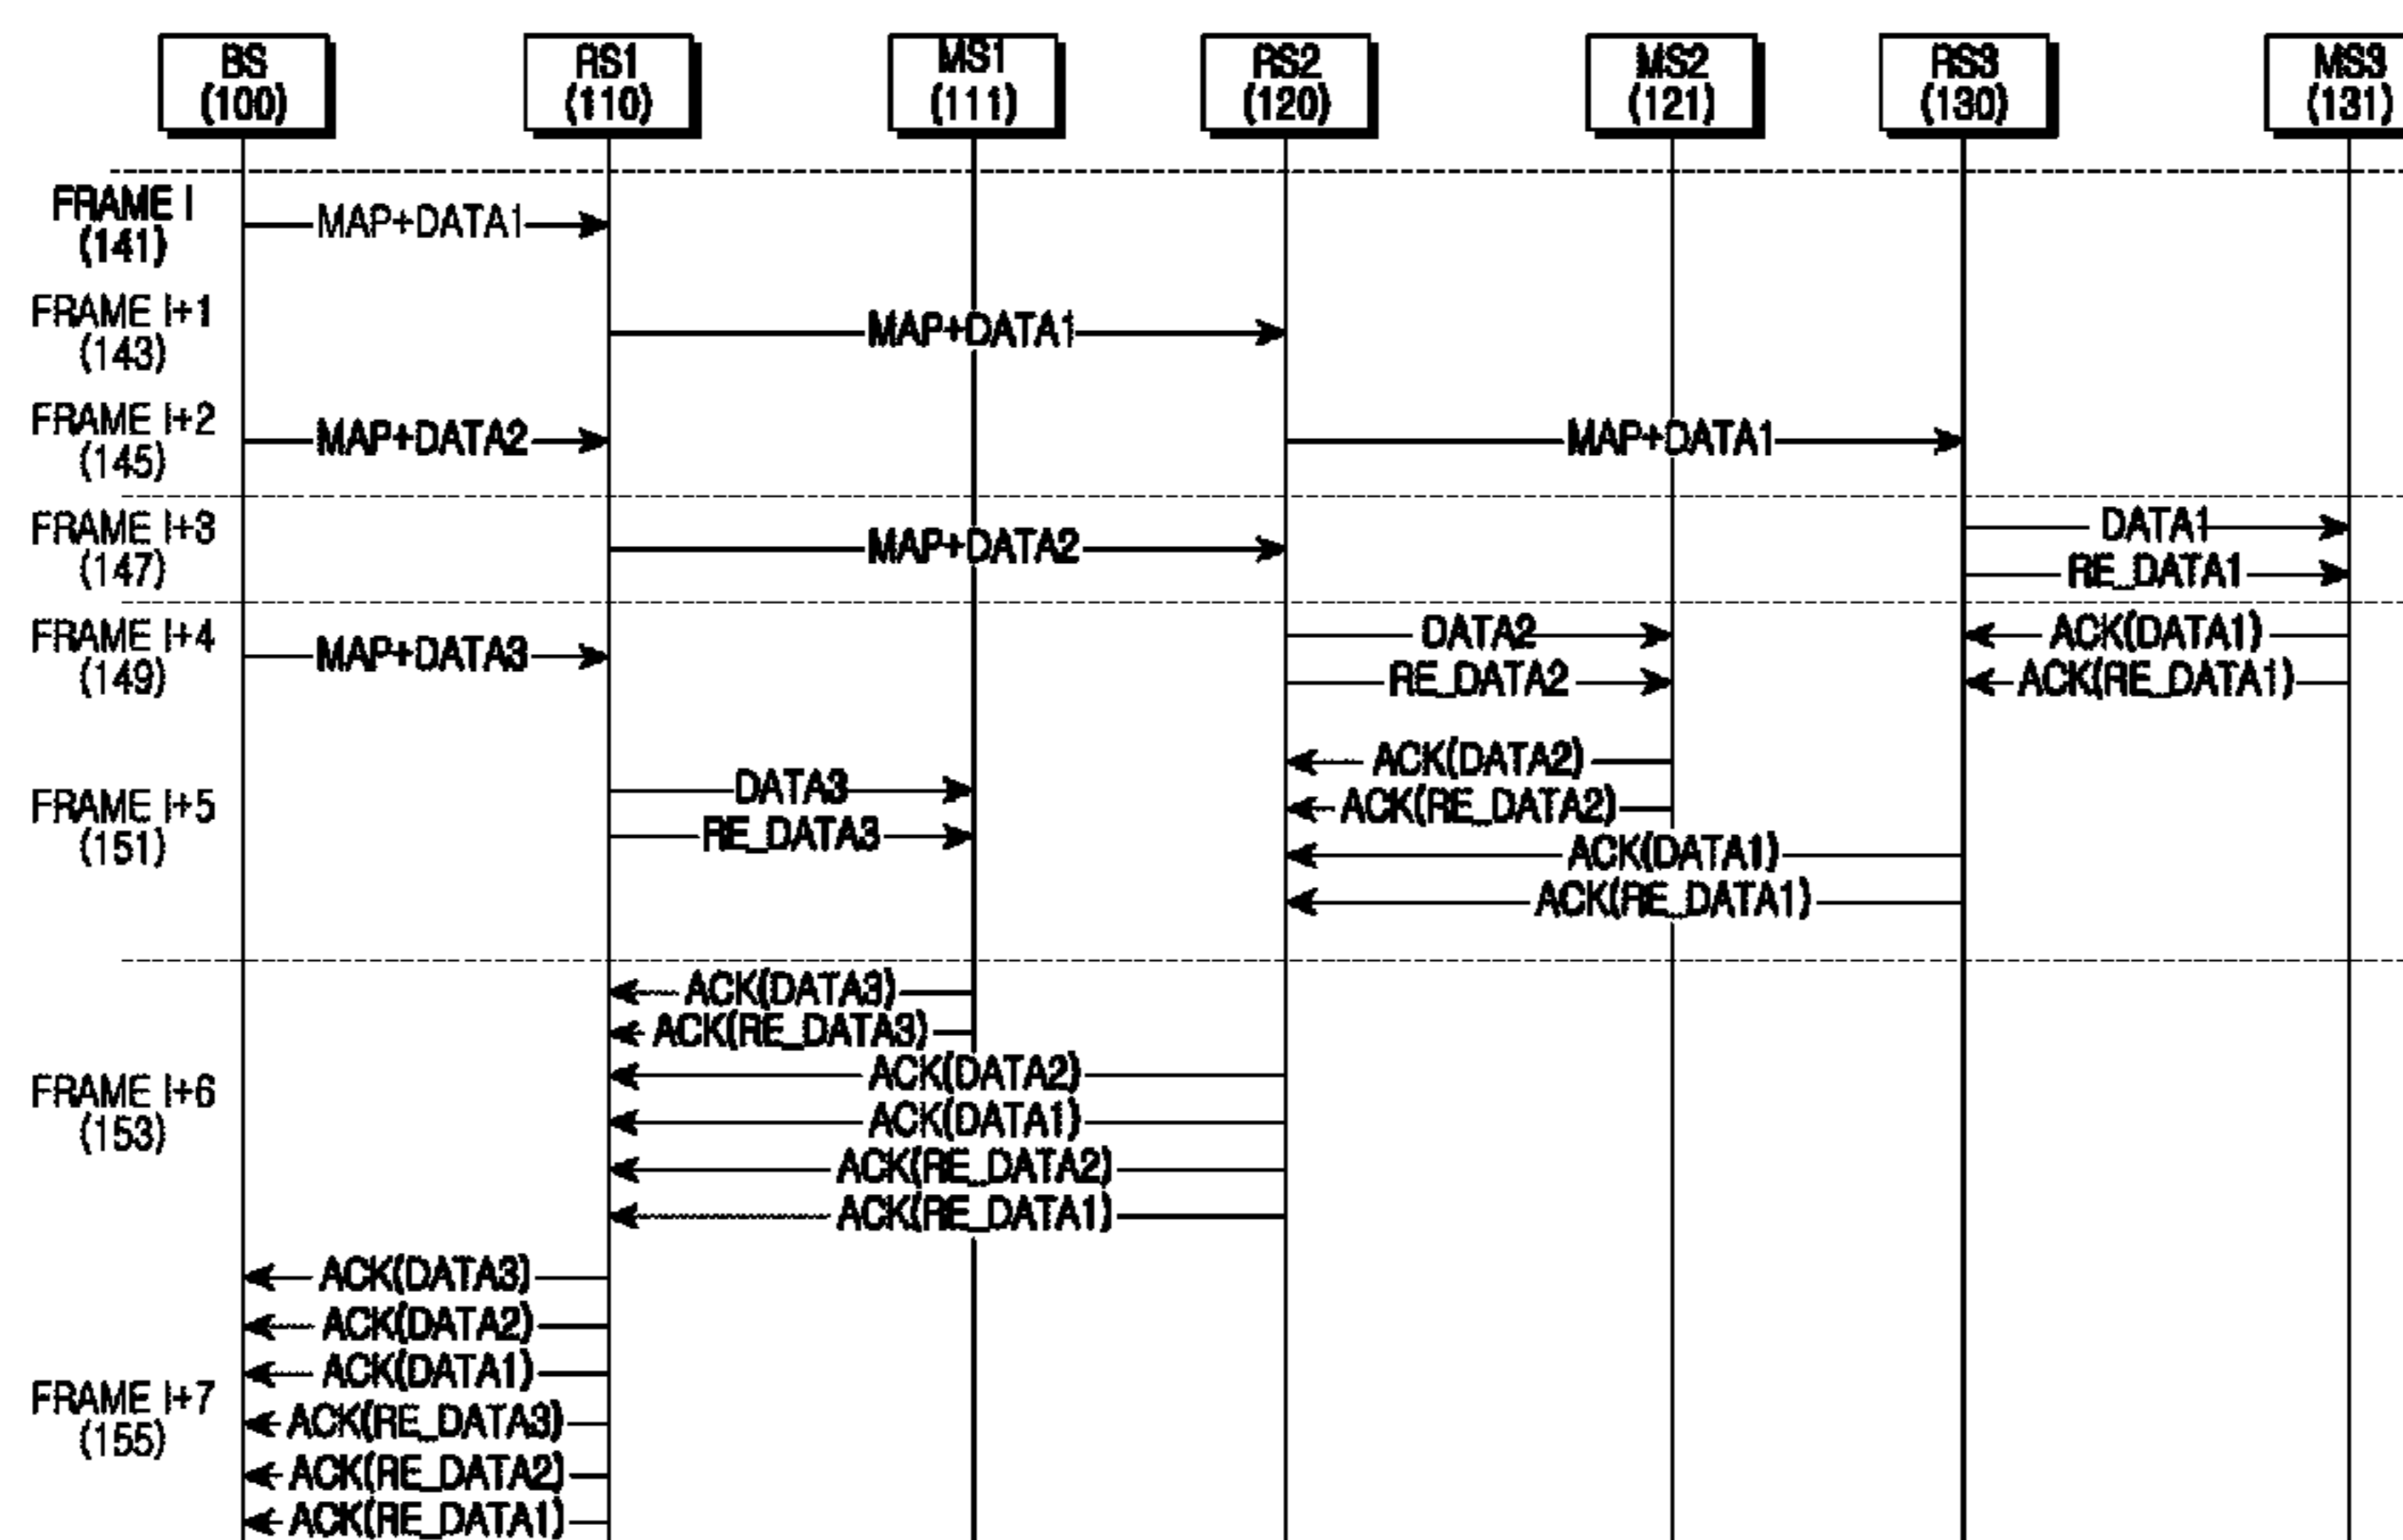 BS
(100)
RS1
(110)
MS1
(111)
RS2
(120)
MS2
(121)
RS3
(130)
MS3
(131)
FRAME I
(141)
MAP+DATA1
FRAME I+1
(143)
MAP+DATA1
FRAME I+2
(145)
MAP+DATA2
MAP+DATA1
FRAME I+3
(147)
MAP+DATA2
DATA1
RE_DATA1
FRAME I+4
(149)
MAP+DATA3
DATA2
RE_DATA2
ACK(DATA1)
ACK(RE_DATA1)
FRAME I+5
(151)
DATA3
RE_DATA3
ACK(DATA2)
ACK(RE_DATA2)
ACK(DATA1)
ACK(RE_DATA1)
FRAME I+6
(153)
ACK(DATA3)
ACK(RE_DATA3)
ACK(DATA2)
ACK(DATA1)
ACK(RE_DATA2)
ACK(RE_DATA1)
FRAME I+7
(155)
ACK(DATA3)
ACK(DATA2)
ACK(DATA1)
ACK(RE_DATA3)
ACK(RE_DATA2)
ACK(RE_DATA1)